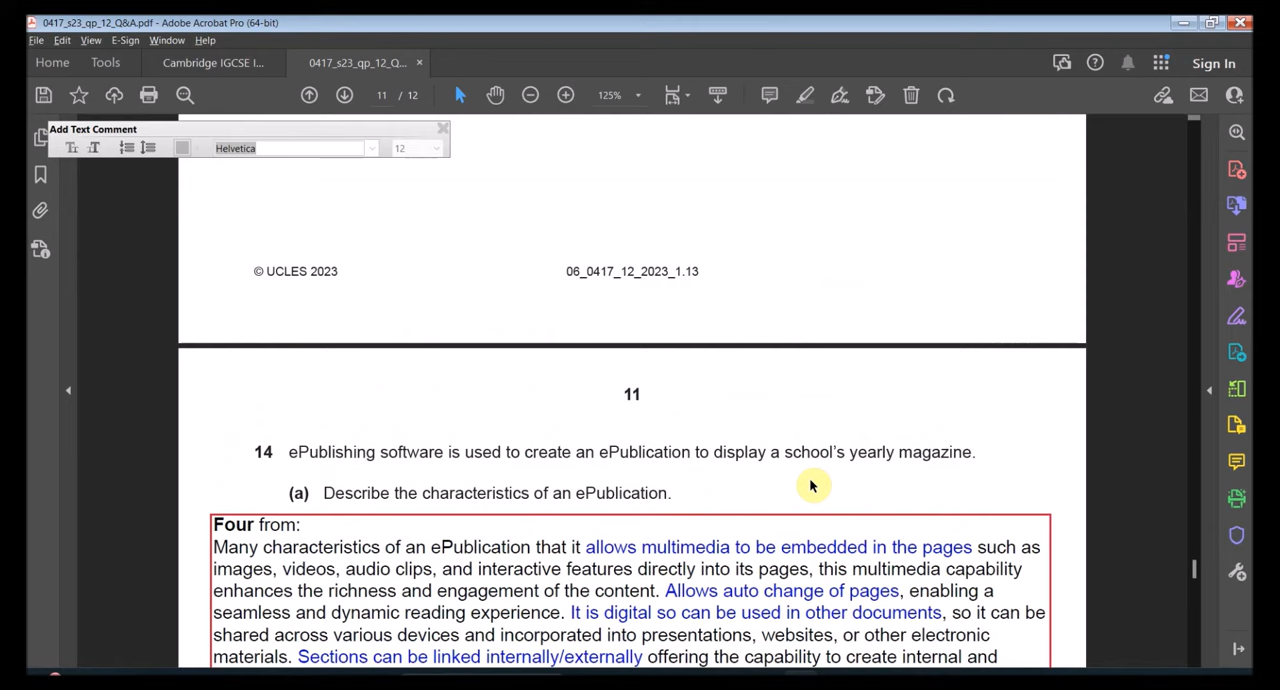 0417_s23_qp_12_Q&A.pdf - Adobe Acrobat Pro (64-bit)
File Edit View E-Sign Window Help
Home Tools Cambridge IGCSE I... 0417_s23_qp_12_Q... × Sign In
11 / 12 125%
Add Text Comment
Helvetica 12
© UCLES 2023 06_0417_12_2023_1.13
11
14 ePublishing software is used to create an ePublication to display a school's yearly magazine.
(a) Describe the characteristics of an ePublication.
Four from:
Many characteristics of an ePublication that it allows multimedia to be embedded in the pages such as
images, videos, audio clips, and interactive features directly into its pages, this multimedia capability
enhances the richness and engagement of the content. Allows auto change of pages, enabling a
seamless and dynamic reading experience. It is digital so can be used in other documents, so it can be
shared across various devices and incorporated into presentations, websites, or other electronic
materials. Sections can be linked internally/externally offering the capability to create internal and